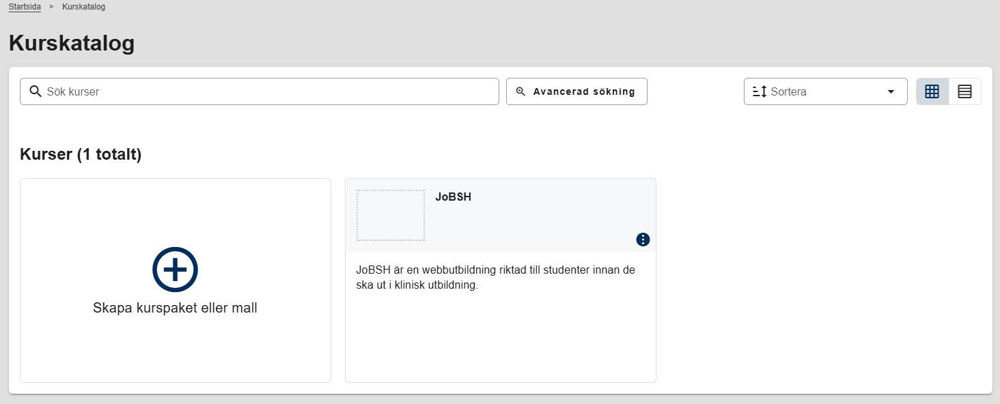 Startsida > Kurskatalog
Kurskatalog
Sök kurser
Avancerad sökning
Sortera
Kurser (1 totalt)
Skapa kurspaket eller mall
JoBSH
JoBSH är en webbutbildning riktad till studenter innan de
ska ut i klinisk utbildning.